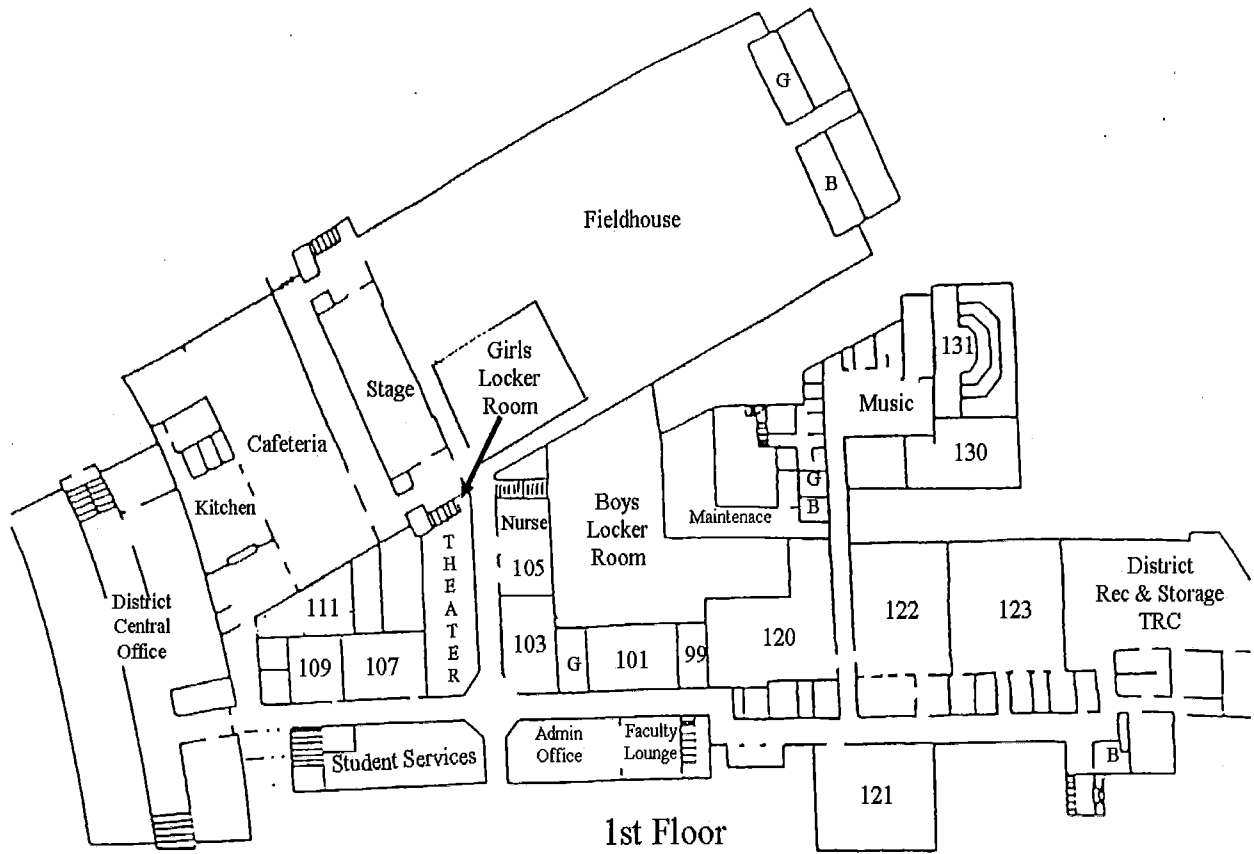 G
B
Fieldhouse
Girls
Locker
Room
131
Stage
Music
Cafeteria
130
Kitchen
G
B
Boys
Locker
Room
Maintenace
Nurse
THEATER
105
District
Rec & Storage
TRC
District
Central
Office
111
122
123
103
120
109
107
G
101
99
Student Services
Admin
Office
Faculty
Lounge
B
121
1st Floor